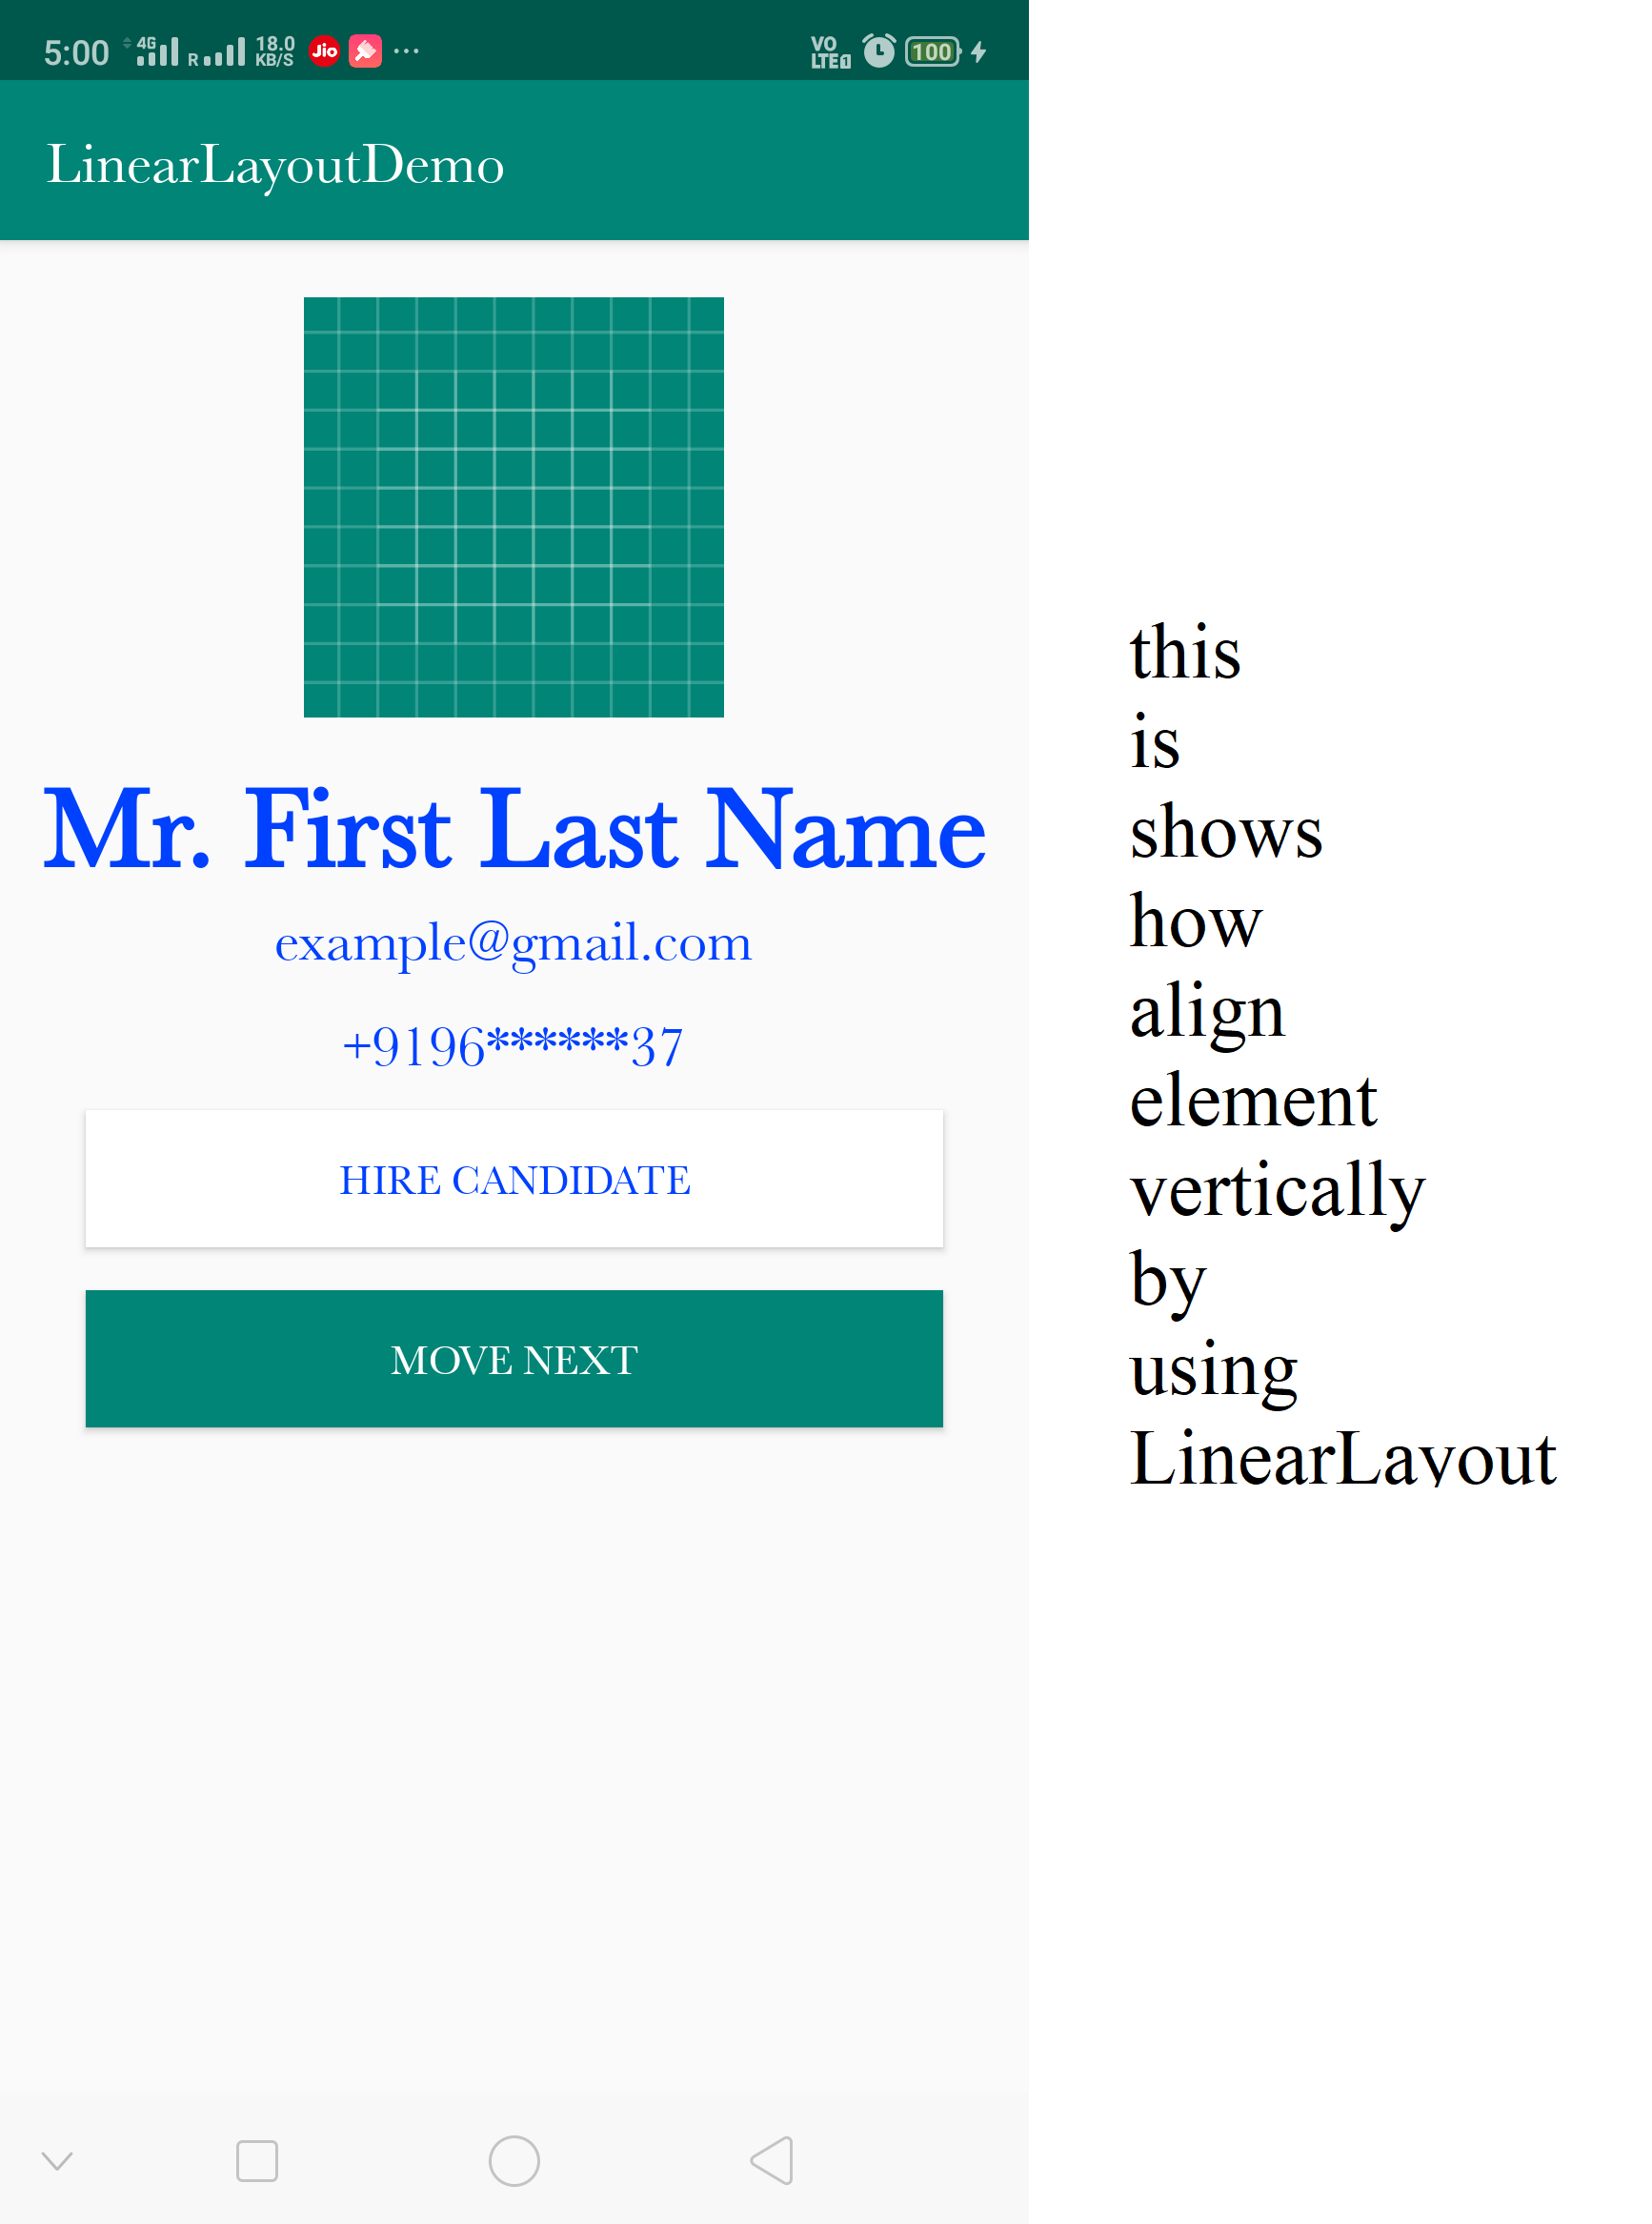 5:00 4G R 18.0 KB/S Jio ... VO LTE1 100
LinearLayoutDemo
Mr. First Last Name
example@gmail.com
+9196******37
HIRE CANDIDATE
MOVE NEXT
this
is
shows
how
align
element
vertically
by
using
LinearLayout